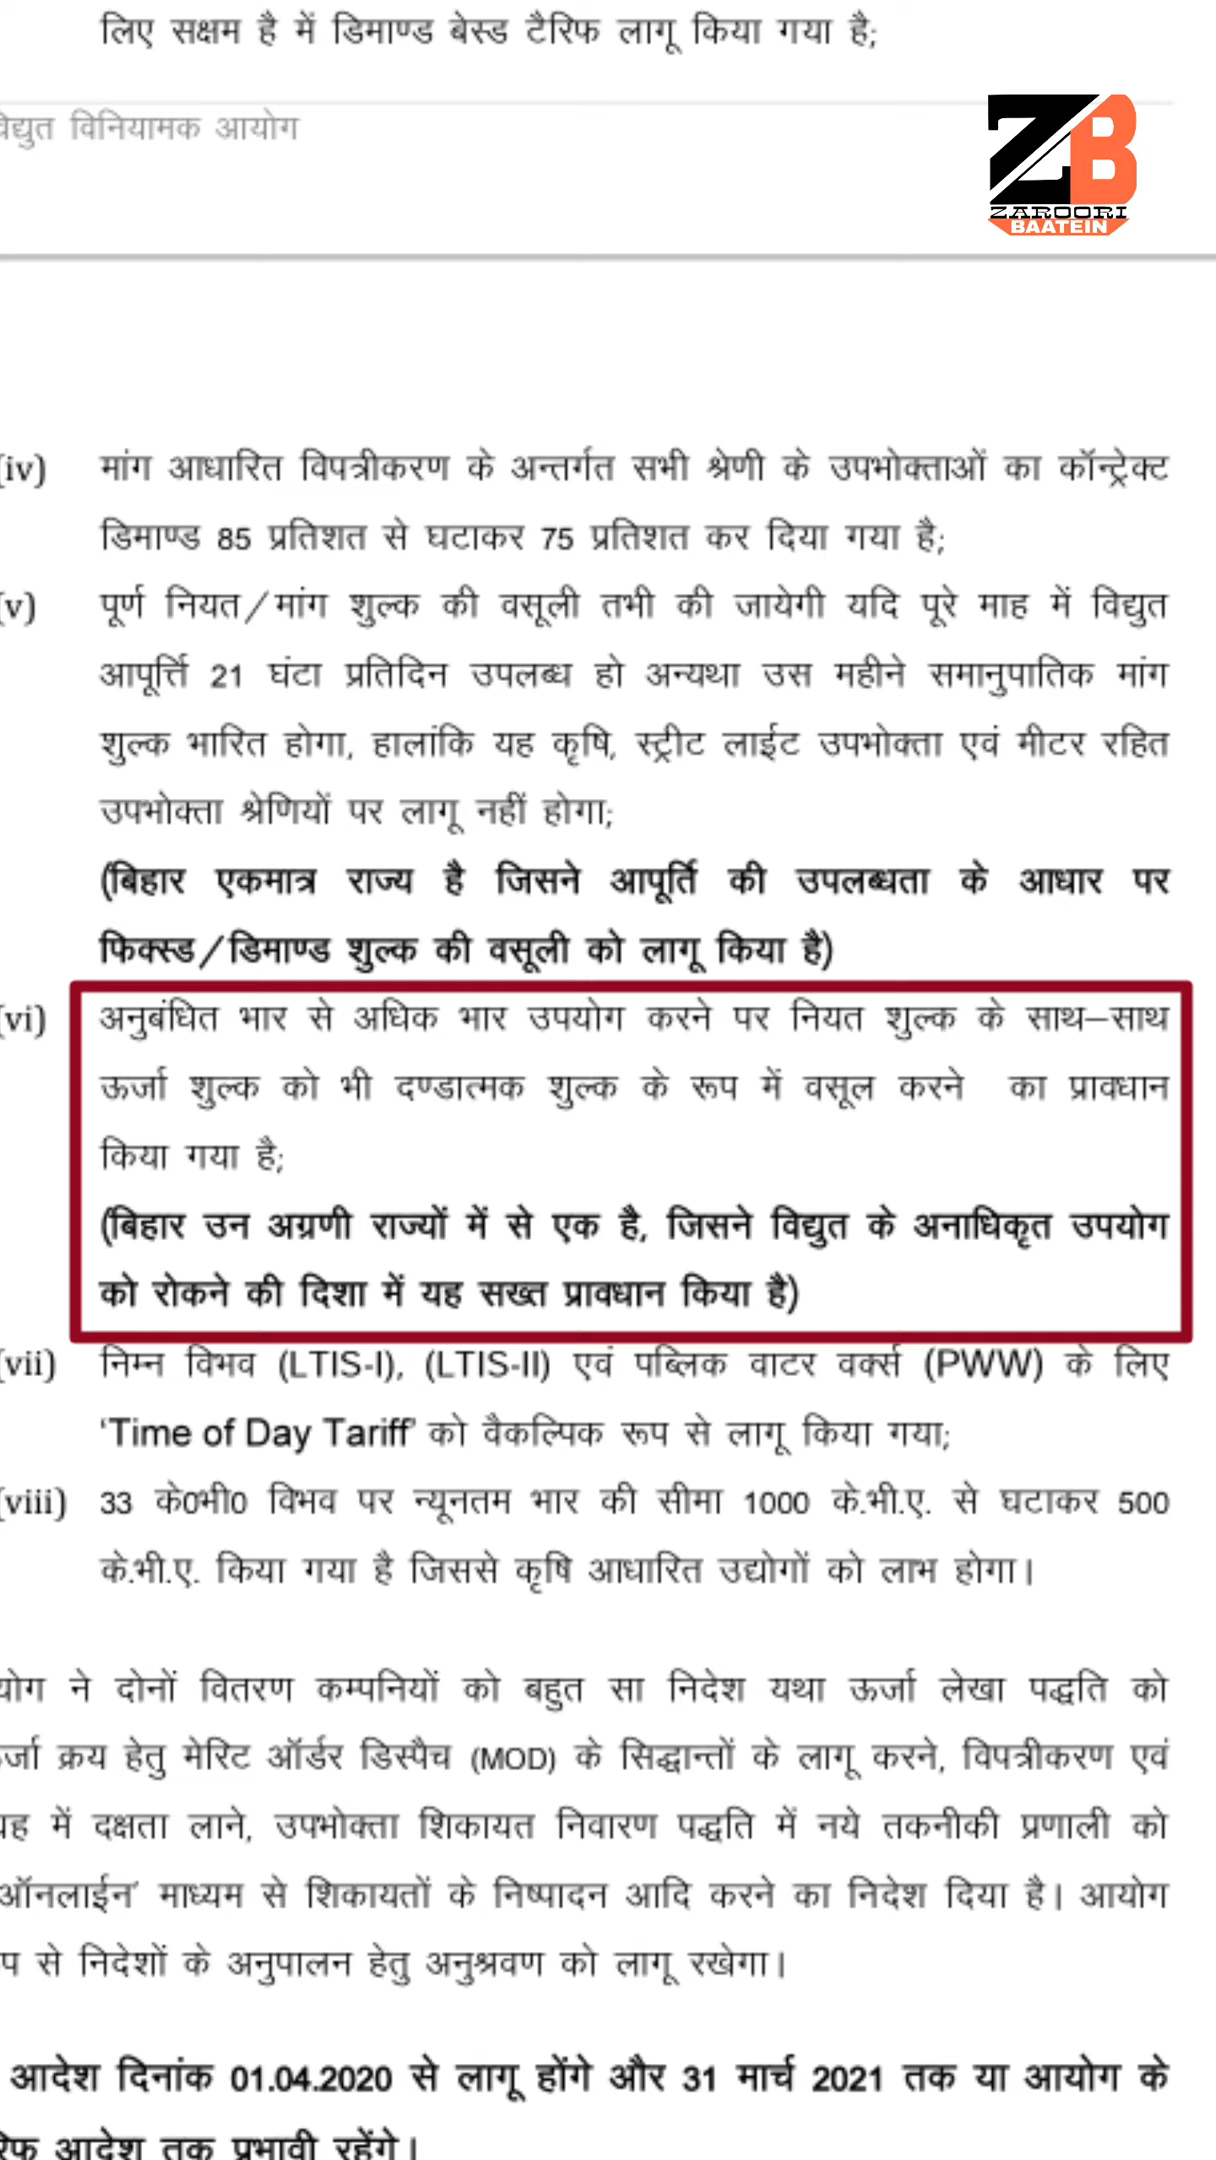 लिए सक्षम है में डिमाण्ड बेस्ड टैरिफ लागू किया गया है;
विद्युत विनियामक आयोग
ZB
ZAROORI
BAATEIN
(iv) मांग आधारित विपत्रीकरण के अन्तर्गत सभी श्रेणी के उपभोक्ताओं का कॉन्ट्रेक्ट
डिमाण्ड 85 प्रतिशत से घटाकर 75 प्रतिशत कर दिया गया है;
(v) पूर्ण नियत/मांग शुल्क की वसूली तभी की जायेगी यदि पूरे माह में विद्युत
आपूर्त्ति 21 घंटा प्रतिदिन उपलब्ध हो अन्यथा उस महीने समानुपातिक मांग
शुल्क भारित होगा, हालांकि यह कृषि, स्ट्रीट लाईट उपभोक्ता एवं मीटर रहित
उपभोक्ता श्रेणियों पर लागू नहीं होगा;
(बिहार एकमात्र राज्य है जिसने आपूर्ति की उपलब्धता के आधार पर
फिक्स्ड/डिमाण्ड शुल्क की वसूली को लागू किया है)
(vi) अनुबंधित भार से अधिक भार उपयोग करने पर नियत शुल्क के साथ–साथ
ऊर्जा शुल्क को भी दण्डात्मक शुल्क के रूप में वसूल करने का प्रावधान
किया गया है;
(बिहार उन अग्रणी राज्यों में से एक है, जिसने विद्युत के अनाधिकृत उपयोग
को रोकने की दिशा में यह सख्त प्रावधान किया है)
(vii) निम्न विभव (LTIS-I), (LTIS-II) एवं पब्लिक वाटर वर्क्स (PWW) के लिए
'Time of Day Tariff' को वैकल्पिक रूप से लागू किया गया;
(viii) 33 के0भी0 विभव पर न्यूनतम भार की सीमा 1000 के.भी.ए. से घटाकर 500
के.भी.ए. किया गया है जिससे कृषि आधारित उद्योगों को लाभ होगा।
योग ने दोनों वितरण कम्पनियों को बहुत सा निदेश यथा ऊर्जा लेखा पद्धति को
र्जा क्रय हेतु मेरिट ऑर्डर डिस्पैच (MOD) के सिद्धान्तों के लागू करने, विपत्रीकरण एवं
में दक्षता लाने, उपभोक्ता शिकायत निवारण पद्धति में नये तकनीकी प्रणाली को
ऑनलाईन' माध्यम से शिकायतों के निष्पादन आदि करने का निदेश दिया है। आयोग
प से निदेशों के अनुपालन हेतु अनुश्रवण को लागू रखेगा।
आदेश दिनांक 01.04.2020 से लागू होंगे और 31 मार्च 2021 तक या आयोग के
रिफ आदेश तक प्रभावी रहेंगे।